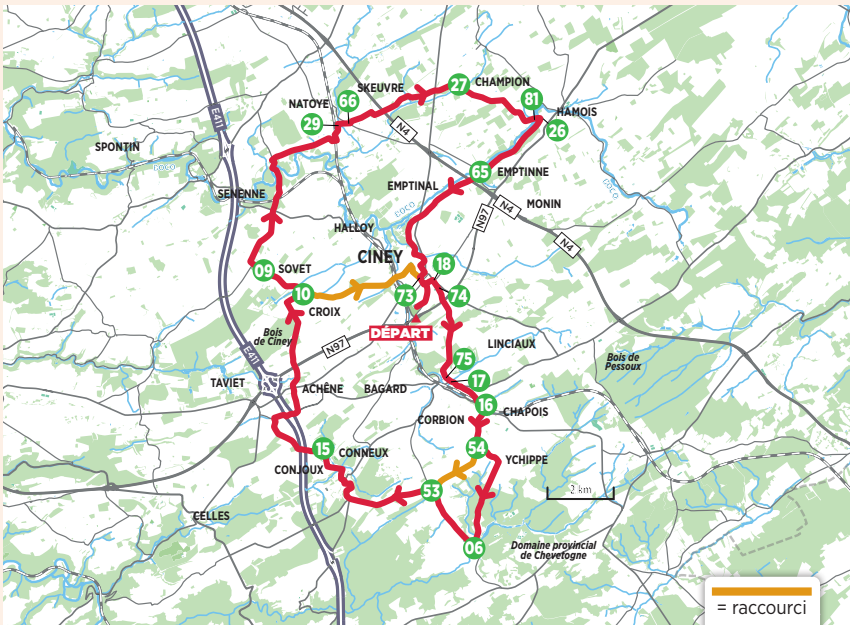 SKEUVRE
27
CHAMPION
66
NATOYE
81
HAMOIS
29
26
E411
N4
SPONTIN
65
EMPTINNE
EMPTINAL
SENENNE
MONIN
N4
N97
HALLOY
N4
CINEY
18
09
SOVET
10
73
74
CROIX
DÉPART
Bois
de Ciney
N97
LINCIAUX
E411
75
Bois de
Pessoux
TAVIET
ACHÊNE
BAGARD
17
16
CHAPOIS
CORBION
15
CONNEUX
54
YCHIPPE
CONJOUX
53
2 km
CELLES
06
Domaine provincial
de Chevetogne
= raccourci